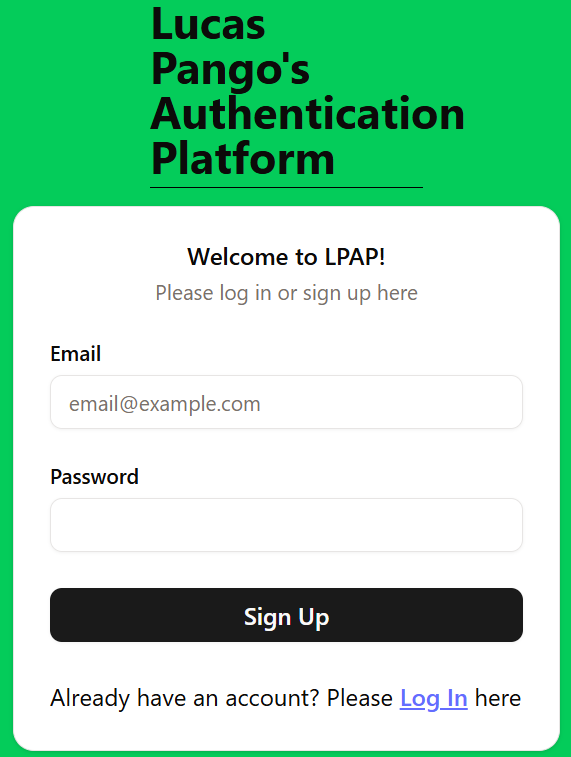 Lucas
Pango's
Authentication
Platform
Welcome to LPAP!
Please log in or sign up here
Email
email@example.com
Password
Sign Up
Already have an account? Please Log In here